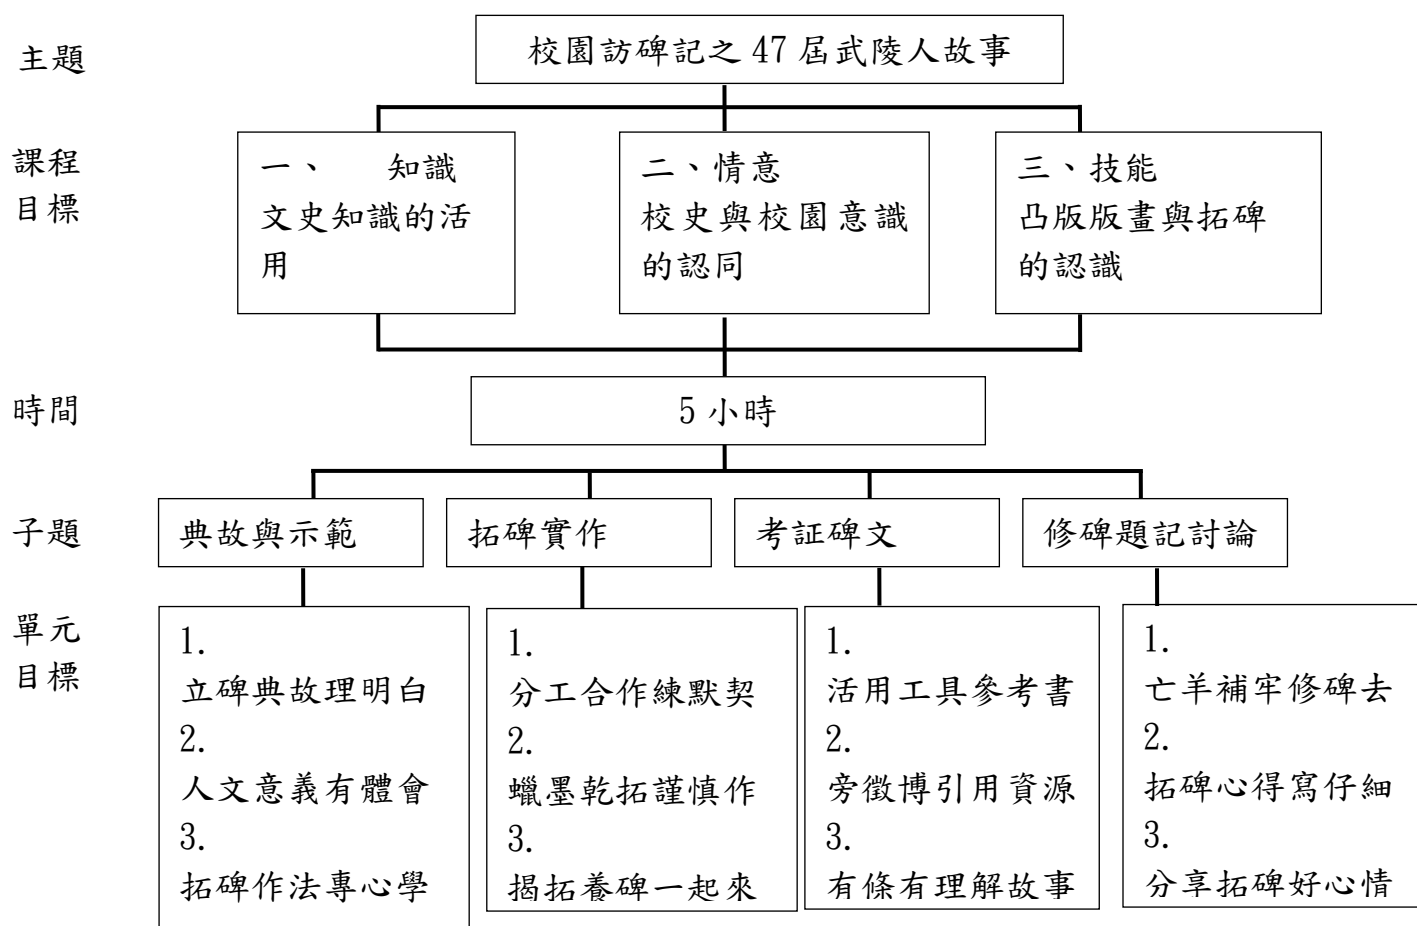 主題
校園訪碑記之 47 屆武陵人故事
課程
目標
一、 知識
文史知識的活
用
二、情意
校史與校園意識
的認同
三、技能
凸版版畫與拓碑
的認識
時間
5 小時
子題
典故與示範
拓碑實作
考証碑文
修碑題記討論
單元
目標
1.
立碑典故理明白
2.
人文意義有體會
3.
拓碑作法專心學
1.
分工合作練默契
2.
蠟墨乾拓謹慎作
3.
揭拓養碑一起來
1.
活用工具參考書
2.
旁徵博引用資源
3.
有條有理解故事
1.
亡羊補牢修碑去
2.
拓碑心得寫仔細
3.
分享拓碑好心情